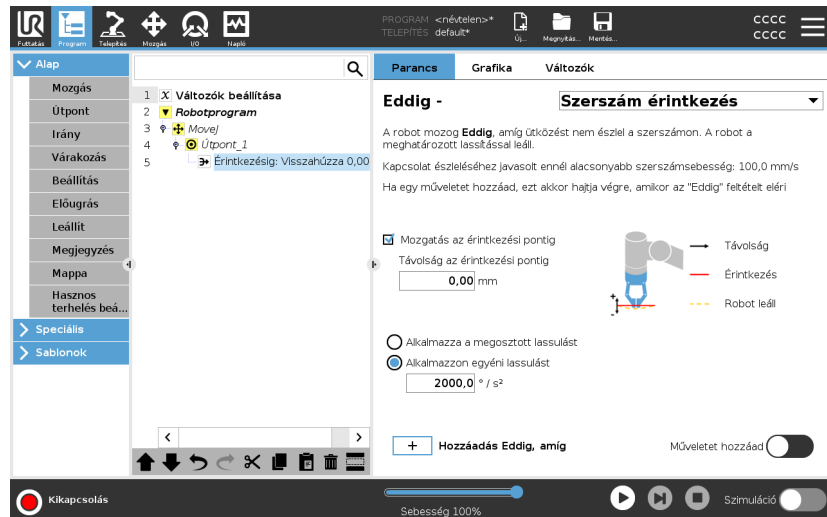 UR
PROGRAM <névtelen>*
TELEPÍTÉS default*
CCCC
CCCC
Futtatás Program Telepítés Mozgás I/O Napló Új... Megnyitás... Mentés...
Alap
Mozgás
Útpont
Irány
Várakozás
Beállítás
Előugrás
Leállít
Megjegyzés
Mappa
Hasznos
terhelés beá...
Speciális
Sablonok
1 X Változók beállítása
2 Robotprogram
3 MoveJ
4 Útpont_1
5 Érintkezésig: Visszahúzza 0,00
Parancs Grafika Változók
Eddig - Szerszám érintkezés
A robot mozog Eddig, amíg ütközést nem észlel a szerszámon. A robot a
meghatározott lassítással leáll.
Kapcsolat észleléséhez javasolt ennél alacsonyabb szerszámsebesség: 100,0 mm/s
Ha egy műveletet hozzáad, ezt akkor hajtja végre, amikor az "Eddig" feltételt eléri
Mozgatás az érintkezési pontig
Távolság az érintkezési pontig
0,00 mm
Távolság
Érintkezés
Robot leáll
+
-
Alkalmazza a megosztott lassulást
Alkalmazzon egyéni lassulást
2000,0 ° / s²
+ Hozzáadás Eddig, amíg
Műveletet hozzáad
Kikapcsolás
Sebesség 100%
Szimuláció